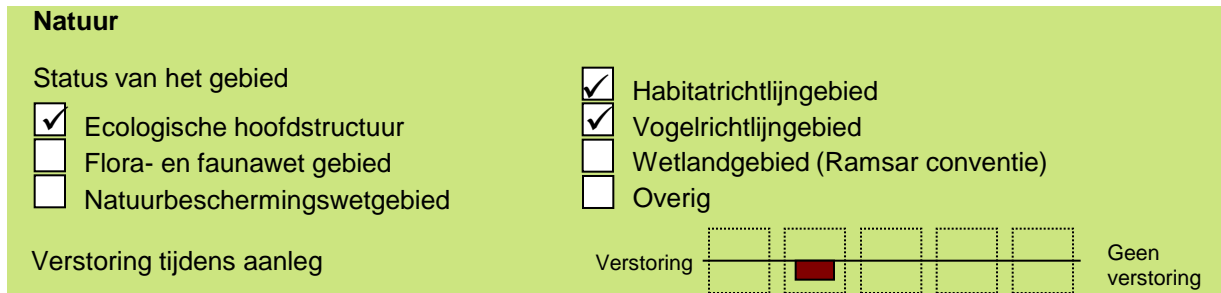 Natuur
Status van het gebied
Ecologische hoofdstructuur
Flora- en faunawet gebied
Natuurbeschermingswetgebied
Habitatrichtlijngebied
Vogelrichtlijngebied
Wetlandgebied (Ramsar conventie)
Overig
Verstoring tijdens aanleg
Verstoring
Geen
verstoring